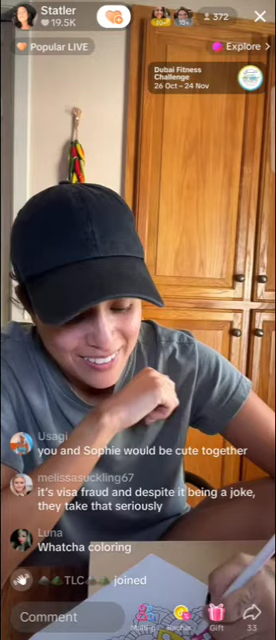 Statler
19.5K
372
Popular LIVE
Explore
Dubai Fitness
Challenge
26 Oct – 24 Nov
Usagi
you and Sophie would be cute together
melissasuckling67
it's visa fraud and despite it being a joke,
they take that seriously
Luna
Whatcha coloring
TLC
joined
Comment
Gift
33